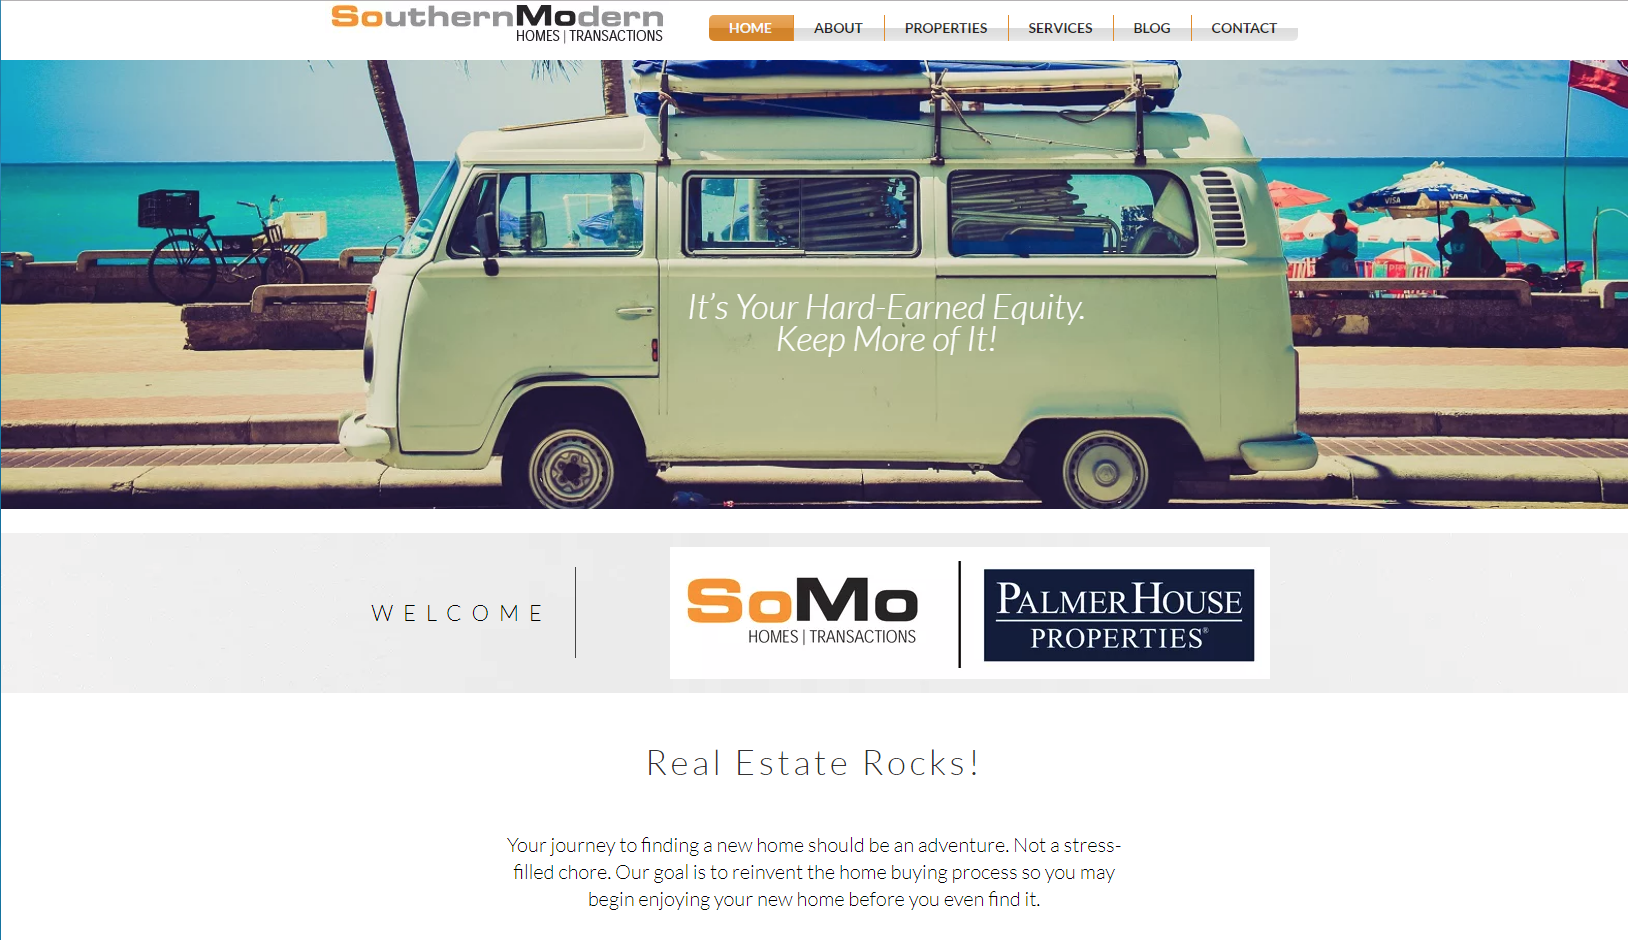 SouthernModern
HOMES | TRANSACTIONS
HOME
ABOUT
PROPERTIES
SERVICES
BLOG
CONTACT
VISA
VISA
It's Your Hard-Earned Equity.
Keep More of It!
WELCOME
SoMo
HOMES | TRANSACTIONS
PALMERHOUSE
PROPERTIES®
Real Estate Rocks!
Your journey to finding a new home should be an adventure. Not a stress-
filled chore. Our goal is to reinvent the home buying process so you may
begin enjoying your new home before you even find it.